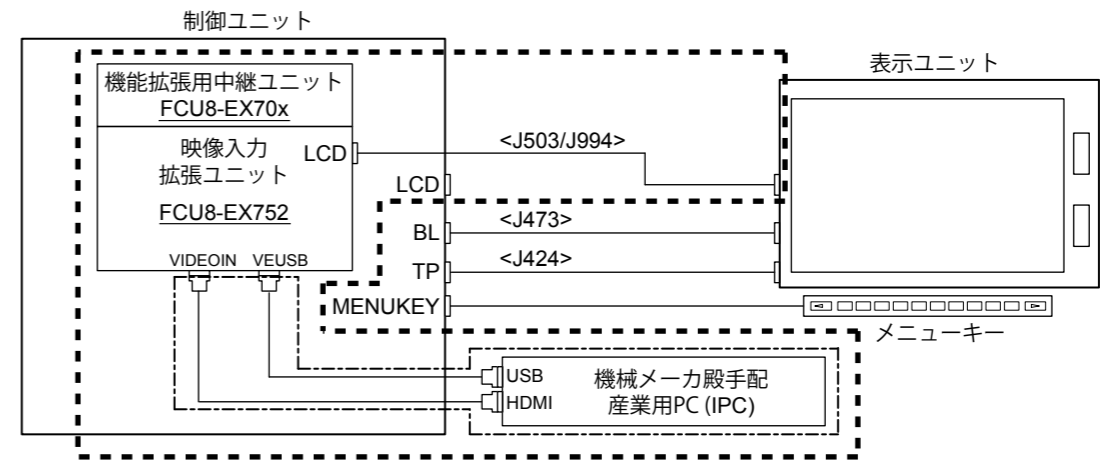 制御ユニット
機能拡張用中継ユニット
FCU8-EX70x
映像入力
拡張ユニット
FCU8-EX752
LCD
VIDEOIN
VEUSB
LCD
BL
TP
MENUKEY
<J503/J994>
<J473>
<J424>
表示ユニット
メニューキー
USB
HDMI
機械メーカ殿手配
産業用PC (IPC)